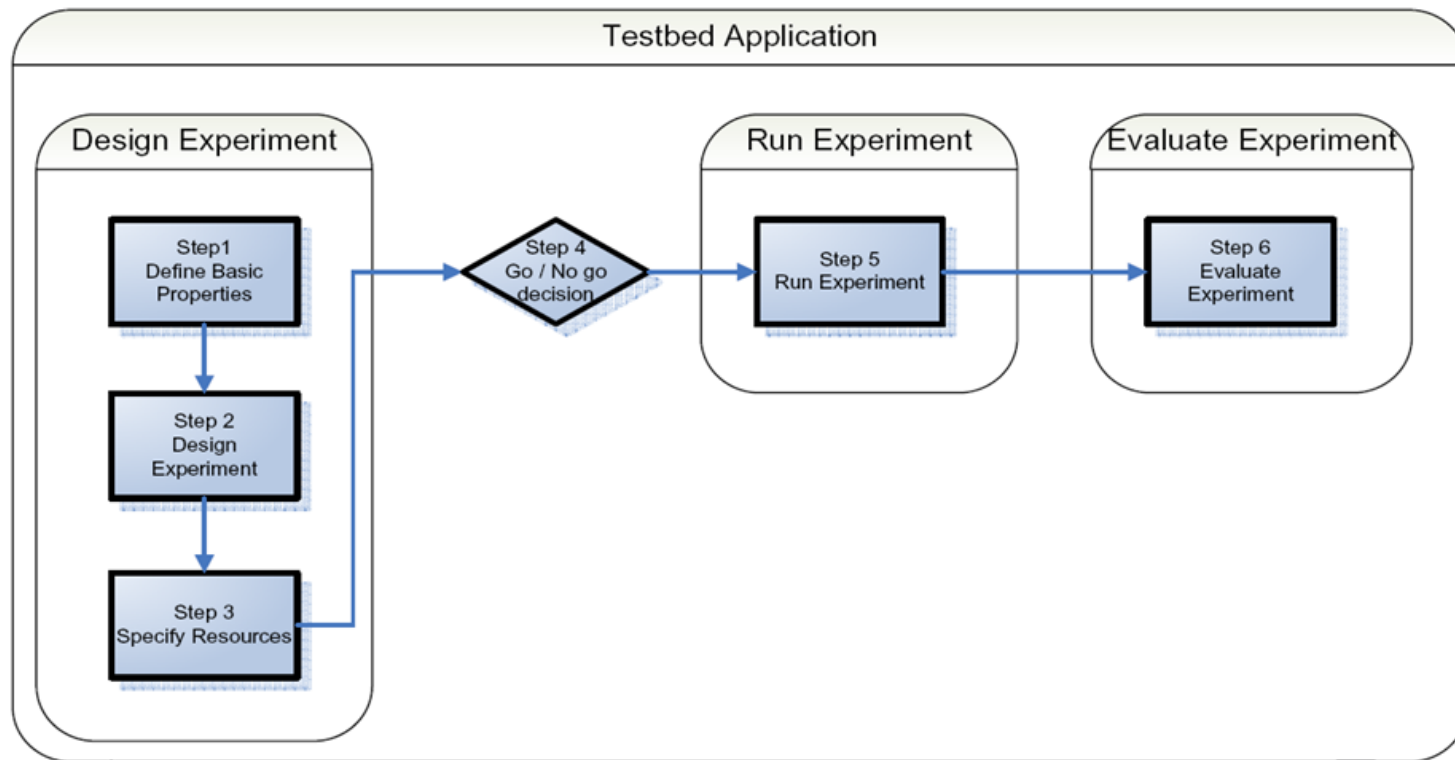 Testbed Application
Design Experiment
Run Experiment
Evaluate Experiment
Step1
Define Basic
Properties
Step 2
Design
Experiment
Step 3
Specify Resources
Step 4
Go / No go
decision
Step 5
Run Experiment
Step 6
Evaluate
Experiment